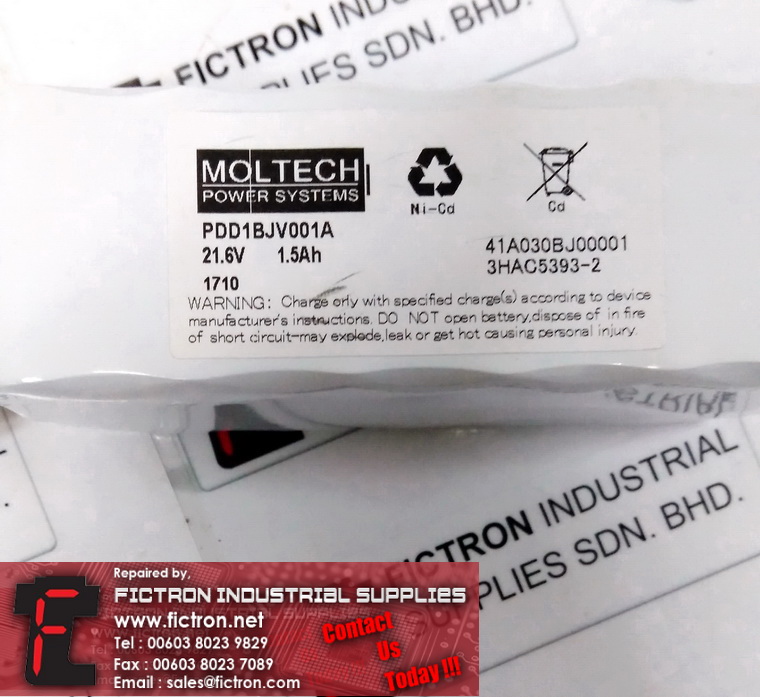 FICTRON INDUS
PLIES SDN. BHD.
MOLTECH
POWER SYSTEMS
Ni-Cd
Cd
PDD1BJV001A
21.6V 1.5Ah
41A030BJ00001
3HAC5393-2
1710
WARNING: Charge only with specified charge(s) according to device
manufacturer's instructions. DO NOT open battery,dispose of in fire
of short circuit-may explode,leak or get hot causing personal injury.
STRIAL
ICTRON INDUSTRIAL
PLIES SDN. BHD.
Repaired by,
FICTRON INDUSTRIAL SUPPLIES
www.fictron.net
Tel : 00603 8023 9829
Fax : 00603 8023 7089
Email : sales@fictron.com
Contact
Us
Today !!!